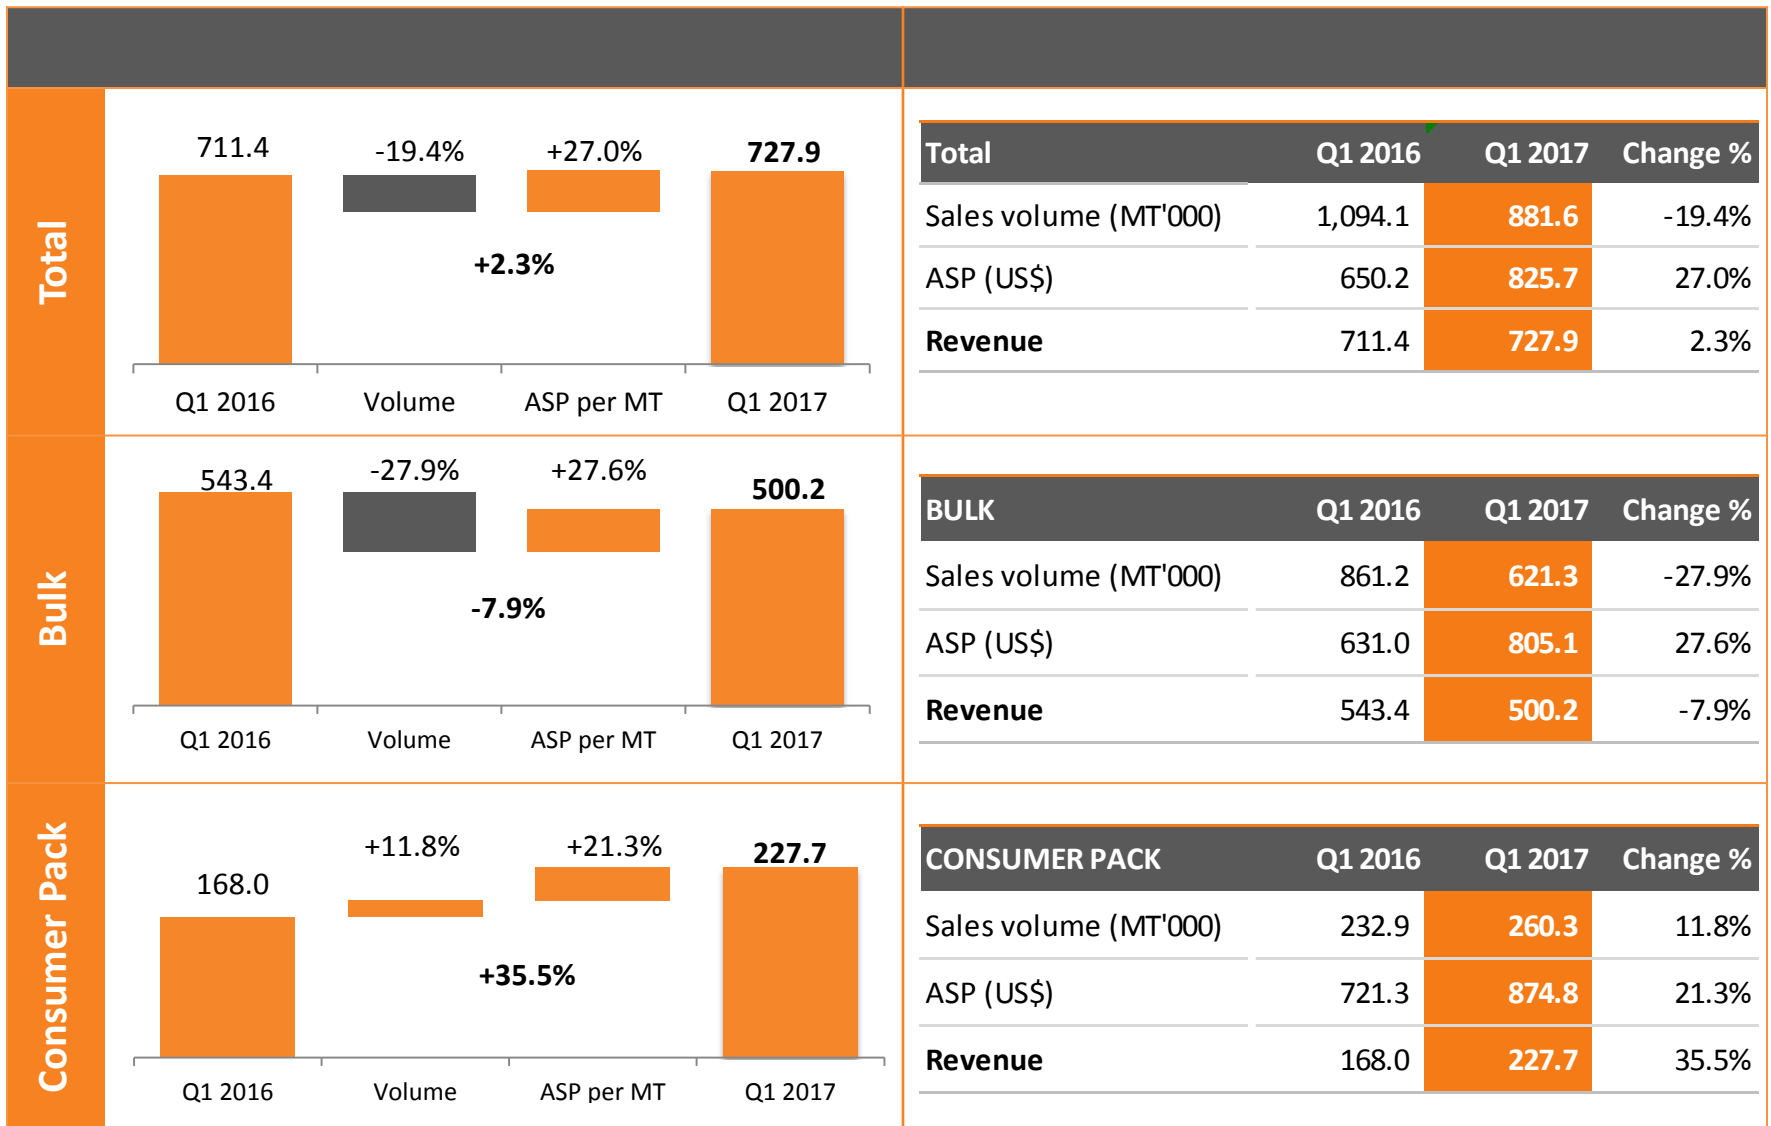 Total
711.4 -19.4% +27.0% 727.9
+2.3%
Q1 2016 Volume ASP per MT Q1 2017
Total Q1 2016 Q1 2017 Change %
Sales volume (MT'000) 1,094.1 881.6 -19.4%
ASP (US$) 650.2 825.7 27.0%
Revenue 711.4 727.9 2.3%
Bulk
543.4 -27.9% +27.6% 500.2
-7.9%
Q1 2016 Volume ASP per MT Q1 2017
BULK Q1 2016 Q1 2017 Change %
Sales volume (MT'000) 861.2 621.3 -27.9%
ASP (US$) 631.0 805.1 27.6%
Revenue 543.4 500.2 -7.9%
Consumer Pack
168.0 +11.8% +21.3% 227.7
+35.5%
Q1 2016 Volume ASP per MT Q1 2017
CONSUMER PACK Q1 2016 Q1 2017 Change %
Sales volume (MT'000) 232.9 260.3 11.8%
ASP (US$) 721.3 874.8 21.3%
Revenue 168.0 227.7 35.5%